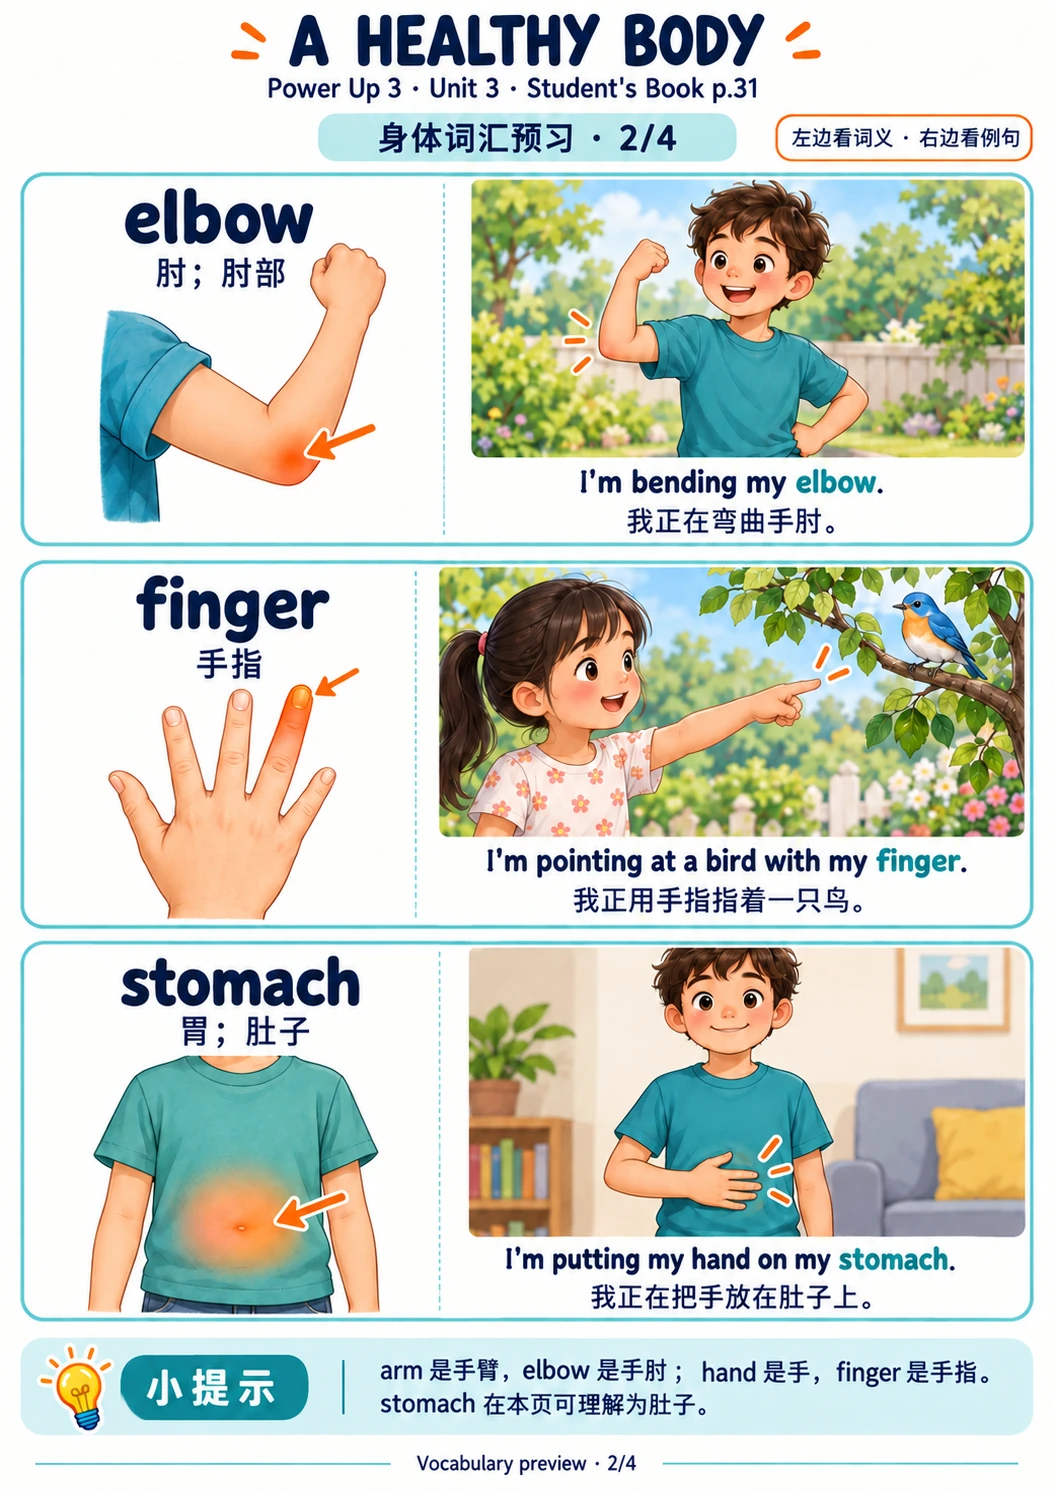 A HEALTHY BODY
Power Up 3 · Unit 3 · Student's Book p.31
身体词汇预习 · 2/4
左边看词义 · 右边看例句
elbow
肘；肘部
I'm bending my elbow.
我正在弯曲手肘。
finger
手指
I'm pointing at a bird with my finger.
我正用手指指着一只鸟。
stomach
胃；肚子
I'm putting my hand on my stomach.
我正在把手放在肚子上。
小提示
arm 是手臂，elbow 是手肘； hand 是手，finger 是手指。
stomach 在本页可理解为肚子。
Vocabulary preview · 2/4